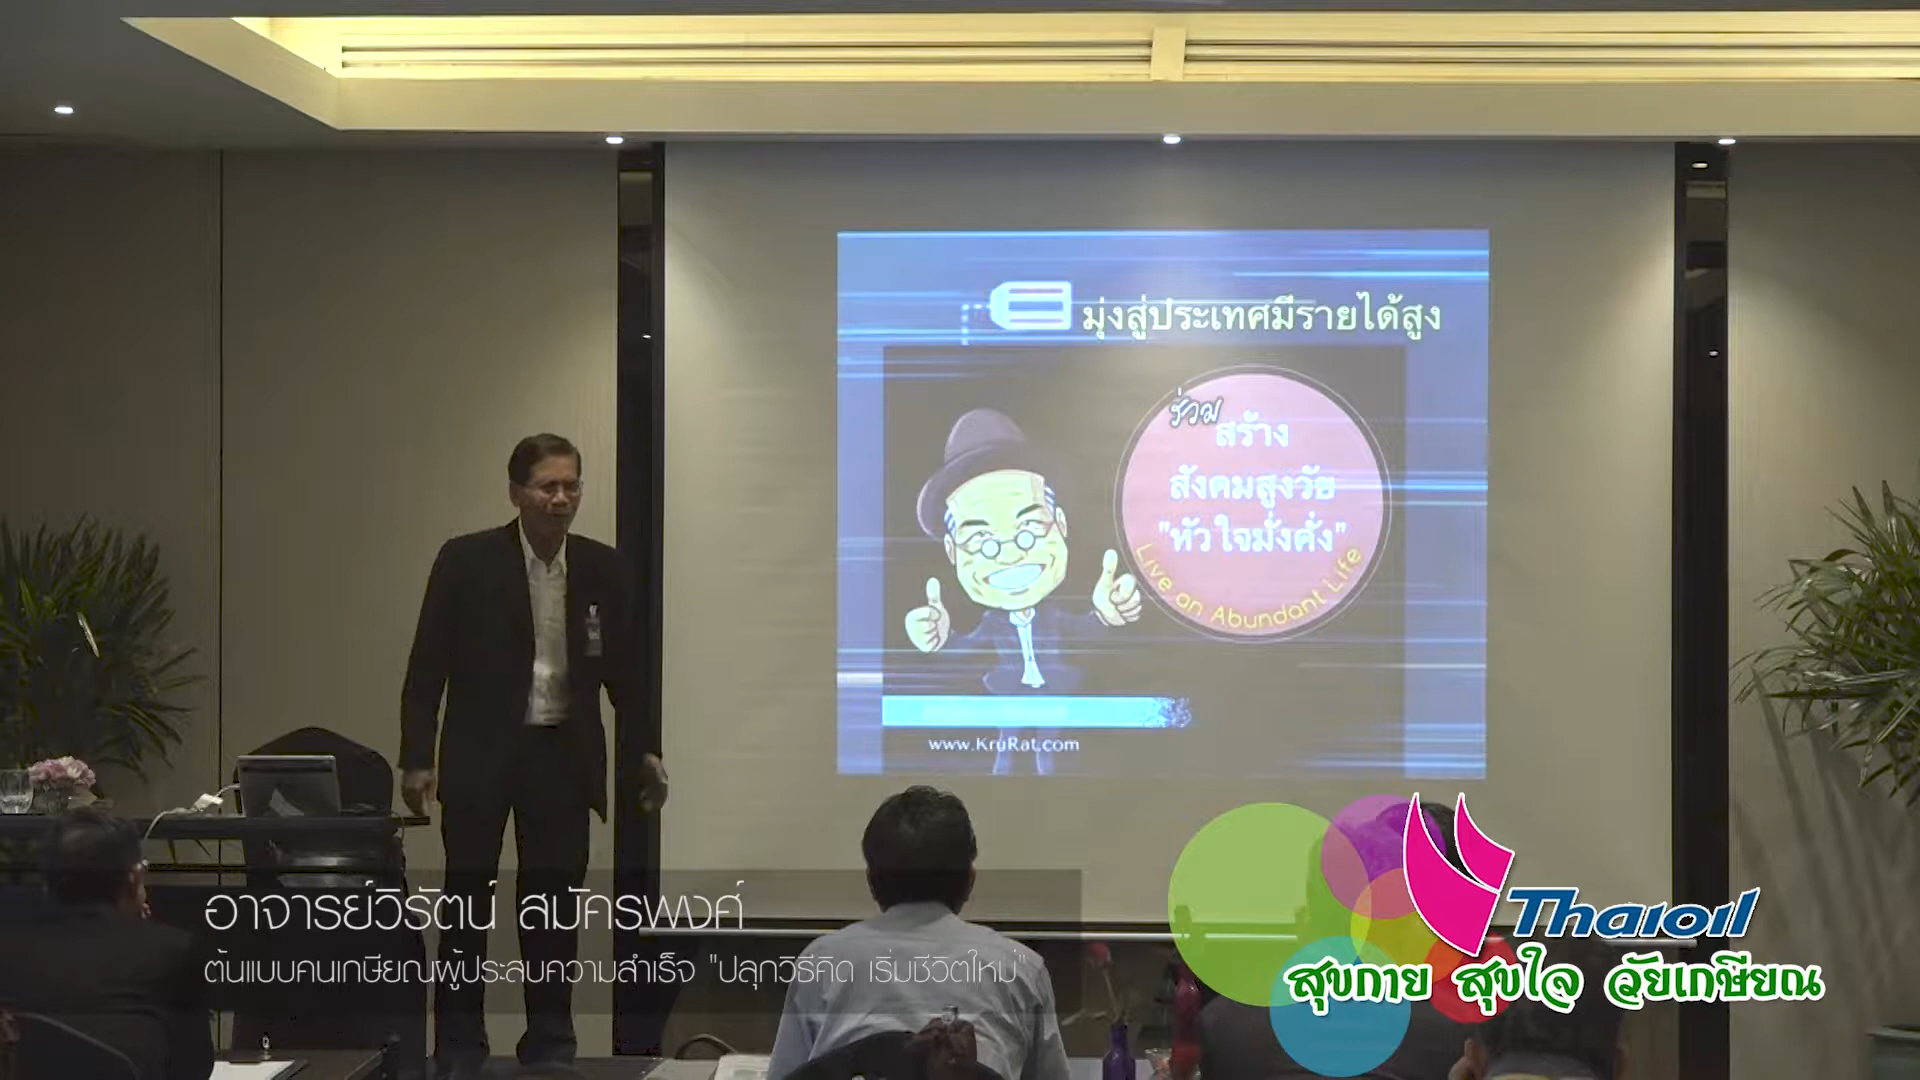 มุ่งสู่ประเทศมีรายได้สูง
ร่วม
สร้าง
สังคมสูงวัย
"หัวใจมั่งคั่ง"
Live an Abundant Life
www.KruRat.com
อาจารย์วิรัตน์ สมัครพงศ์
ต้นแบบคนเกษียณผู้ประสบความสำเร็จ "ปลุกวิธีคิด เริ่มชีวิตใหม่"
Thaioil
สุขกาย สุขใจ วัยเกษียณ